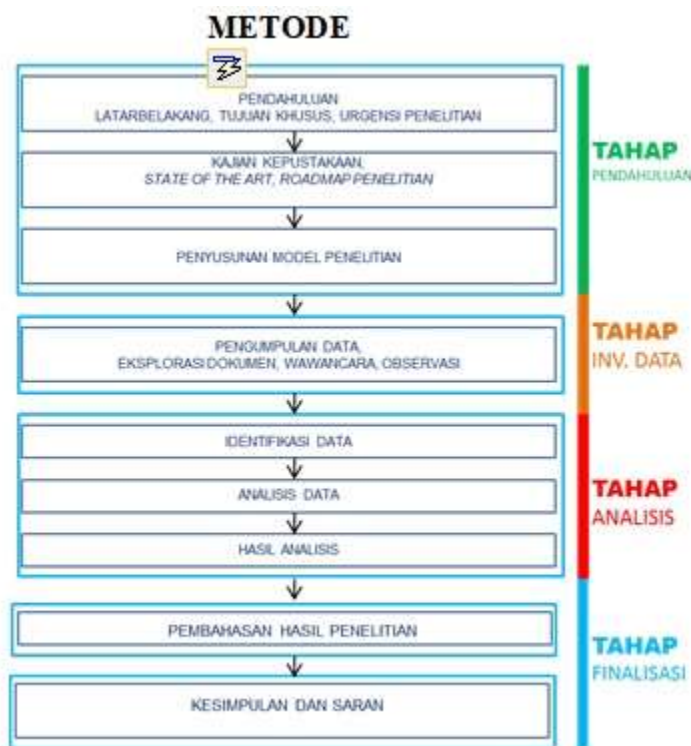 METODE
PENDAHULUAN
LATARBELAKANG, TUJUAN KHUSUS, URGENSI PENELITIAN
KAJIAN KEPUSTAKAAN,
STATE OF THE ART, ROADMAP PENELITIAN
PENYUSUNAN MODEL PENELITIAN
TAHAP
PENDAHULUAN
PENGUMPULAN DATA,
EKSPLORASI DOKUMEN, WAWANCARA, OBSERVASI
TAHAP
INV. DATA
IDENTIFIKASI DATA
ANALISIS DATA
HASIL ANALISIS
TAHAP
ANALISIS
PEMBAHASAN HASIL PENELITIAN
KESIMPULAN DAN SARAN
TAHAP
FINALISASI